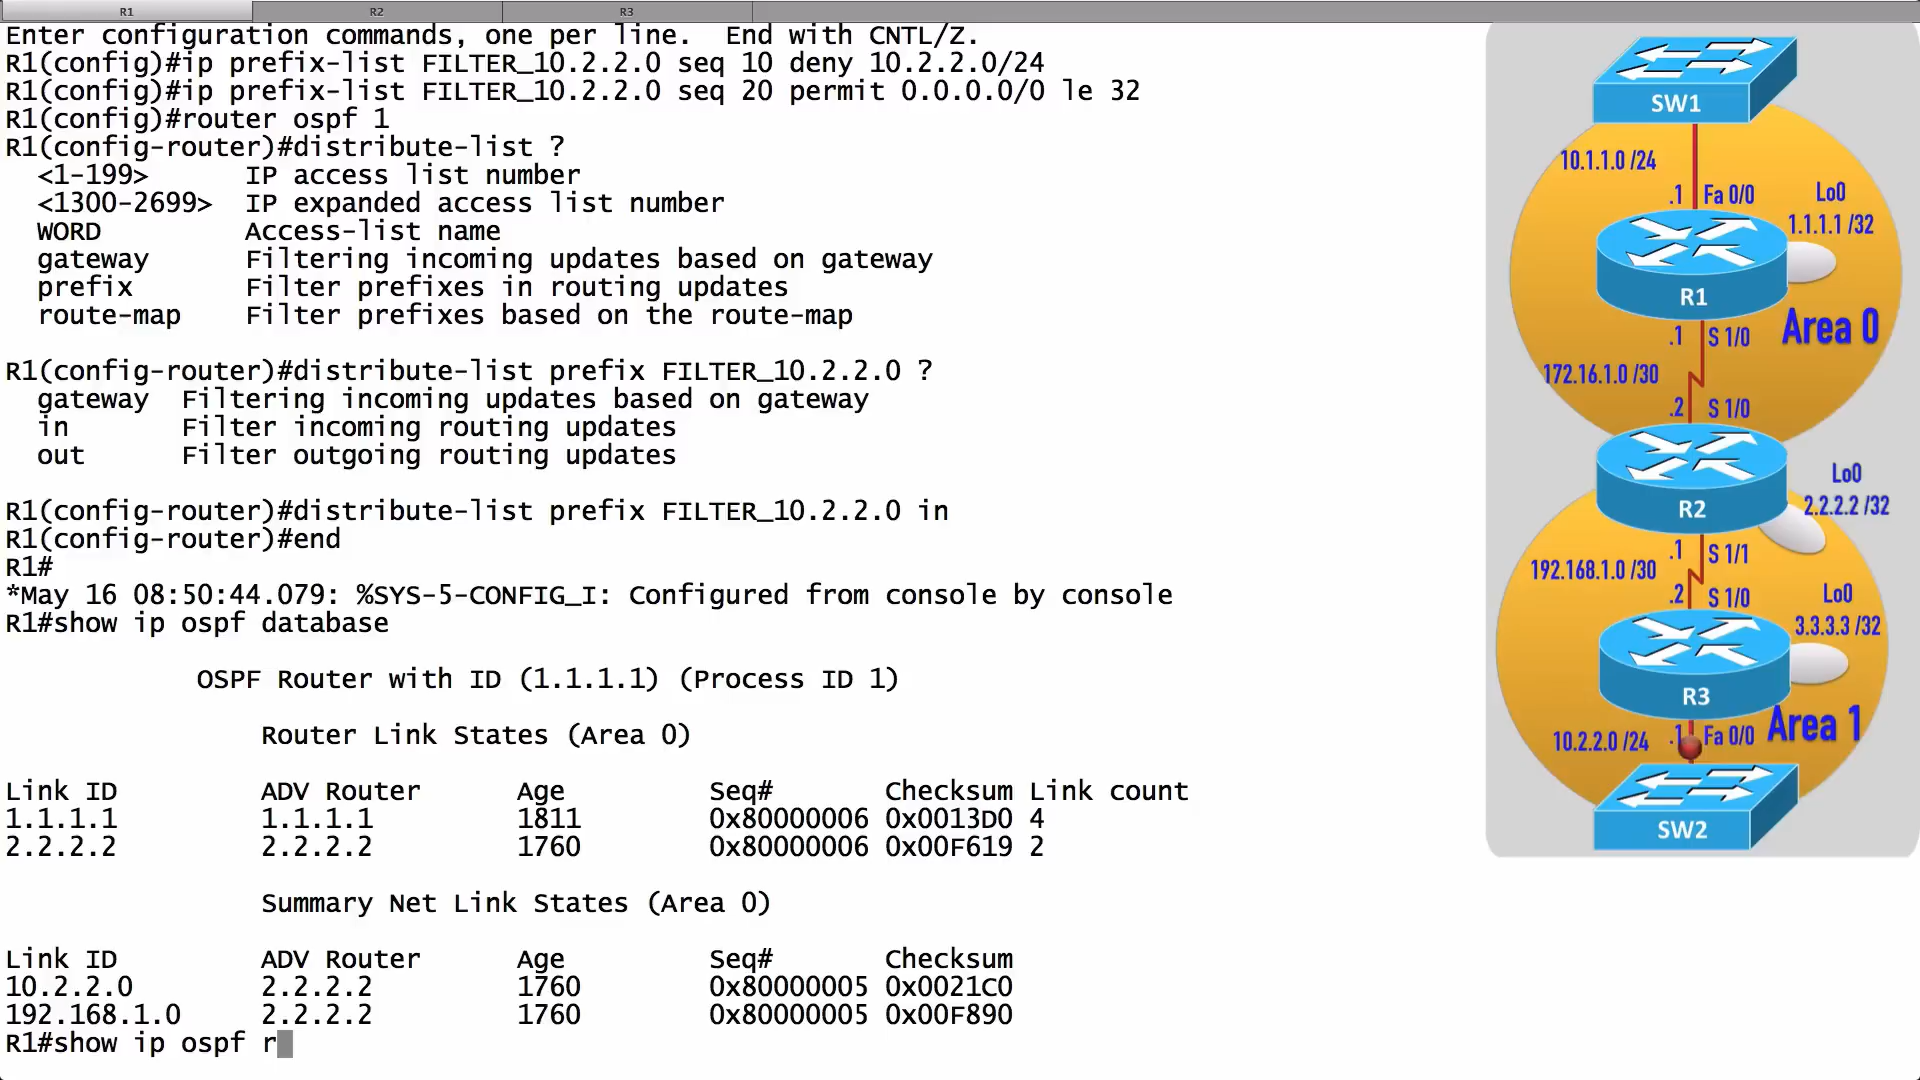 R1 R2 R3
Enter configuration commands, one per line.  End with CNTL/Z.
R1(config)#ip prefix-list FILTER_10.2.2.0 seq 10 deny 10.2.2.0/24
R1(config)#ip prefix-list FILTER_10.2.2.0 seq 20 permit 0.0.0.0/0 le 32
R1(config)#router ospf 1
R1(config-router)#distribute-list ?
<1-199>      IP access list number
<1300-2699>  IP expanded access list number
WORD         Access-list name
gateway      Filtering incoming updates based on gateway
prefix       Filter prefixes in routing updates
route-map    Filter prefixes based on the route-map
R1(config-router)#distribute-list prefix FILTER_10.2.2.0 ?
gateway  Filtering incoming updates based on gateway
in       Filter incoming routing updates
out      Filter outgoing routing updates
R1(config-router)#distribute-list prefix FILTER_10.2.2.0 in
R1(config-router)#end
R1#
*May 16 08:50:44.079: %SYS-5-CONFIG_I: Configured from console by console
R1#show ip ospf database
OSPF Router with ID (1.1.1.1) (Process ID 1)
Router Link States (Area 0)
Link ID         ADV Router      Age         Seq#       Checksum Link count
1.1.1.1         1.1.1.1         1811        0x80000006 0x0013D0 4
2.2.2.2         2.2.2.2         1760        0x80000006 0x00F619 2
Summary Net Link States (Area 0)
Link ID         ADV Router      Age         Seq#       Checksum
10.2.2.0        2.2.2.2         1760        0x80000005 0x0021C0
192.168.1.0     2.2.2.2         1760        0x80000005 0x00F890
R1#show ip ospf r
SW1
10.1.1.0 /24
.1 Fa 0/0
Lo0
1.1.1.1 /32
R1
Area 0
.1 S 1/0
172.16.1.0 /30
.2 S 1/0
Lo0
2.2.2.2 /32
R2
.1 S 1/1
192.168.1.0 /30
.2 S 1/0
Lo0
3.3.3.3 /32
R3
Area 1
10.2.2.0 /24
.1 Fa 0/0
SW2